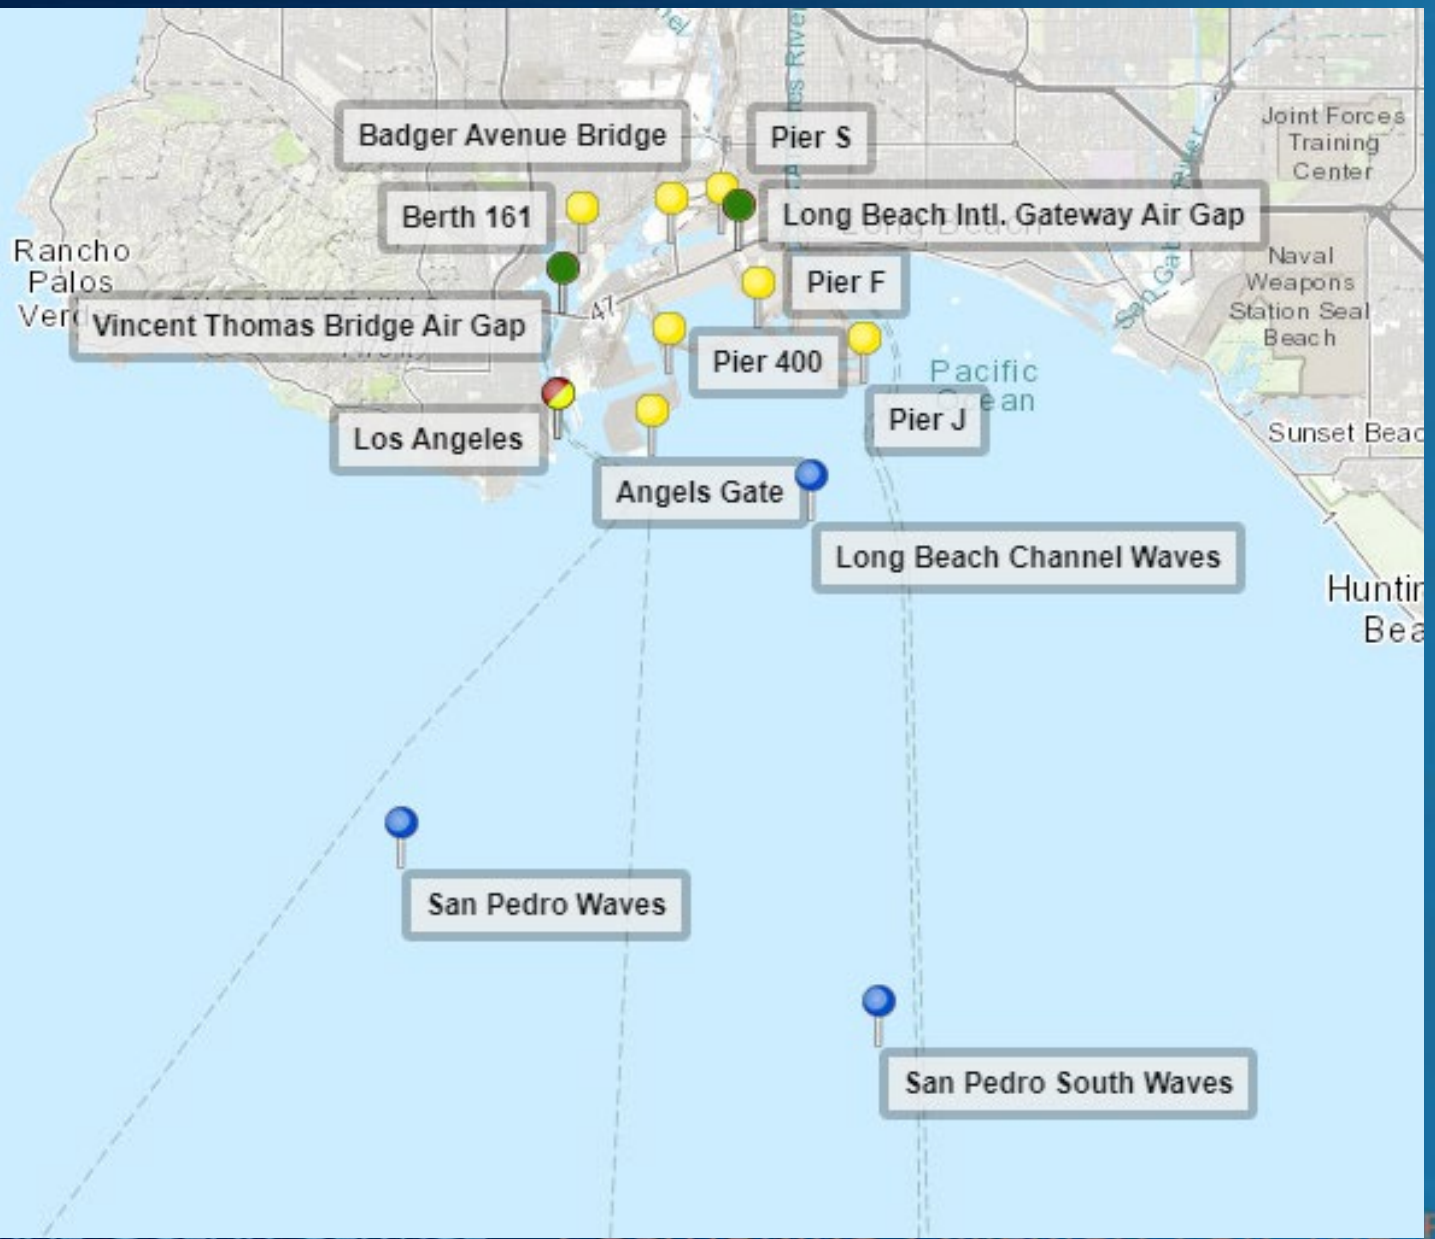 Joint Forces
Training
Center
Badger Avenue Bridge
Pier S
Berth 161
Long Beach Intl. Gateway Air Gap
Rancho
Palos
Naval
Weapons
Station Seal
Beach
Pier F
47
Vincent Thomas Bridge Air Gap
Pier 400
Pacific
Ocean
Pier J
Los Angeles
Sunset Beac
Angels Gate
Long Beach Channel Waves
Huntin
Bea
San Pedro Waves
San Pedro South Waves